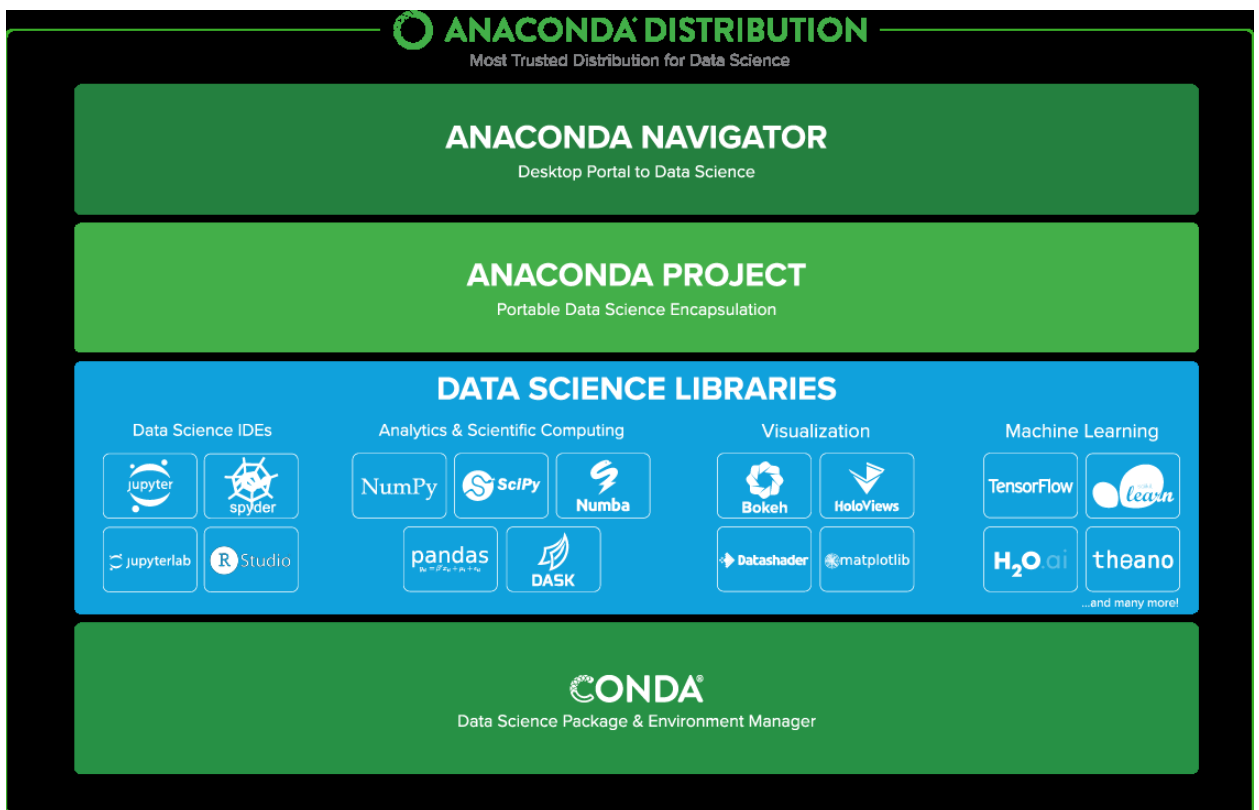 ANACONDA DISTRIBUTION
Most Trusted Distribution for Data Science
ANACONDA NAVIGATOR
Desktop Portal to Data Science
ANACONDA PROJECT
Portable Data Science Encapsulation
DATA SCIENCE LIBRARIES
Data Science IDEs
jupyter
spyder
jupyterlab
R Studio
Analytics & Scientific Computing
NumPy
SciPy
Numba
pandas
DASK
Visualization
Bokeh
HoloViews
Datashader
matplotlib
Machine Learning
TensorFlow
learn
H₂O.ai
theano
...and many more!
CONDA®
Data Science Package & Environment Manager